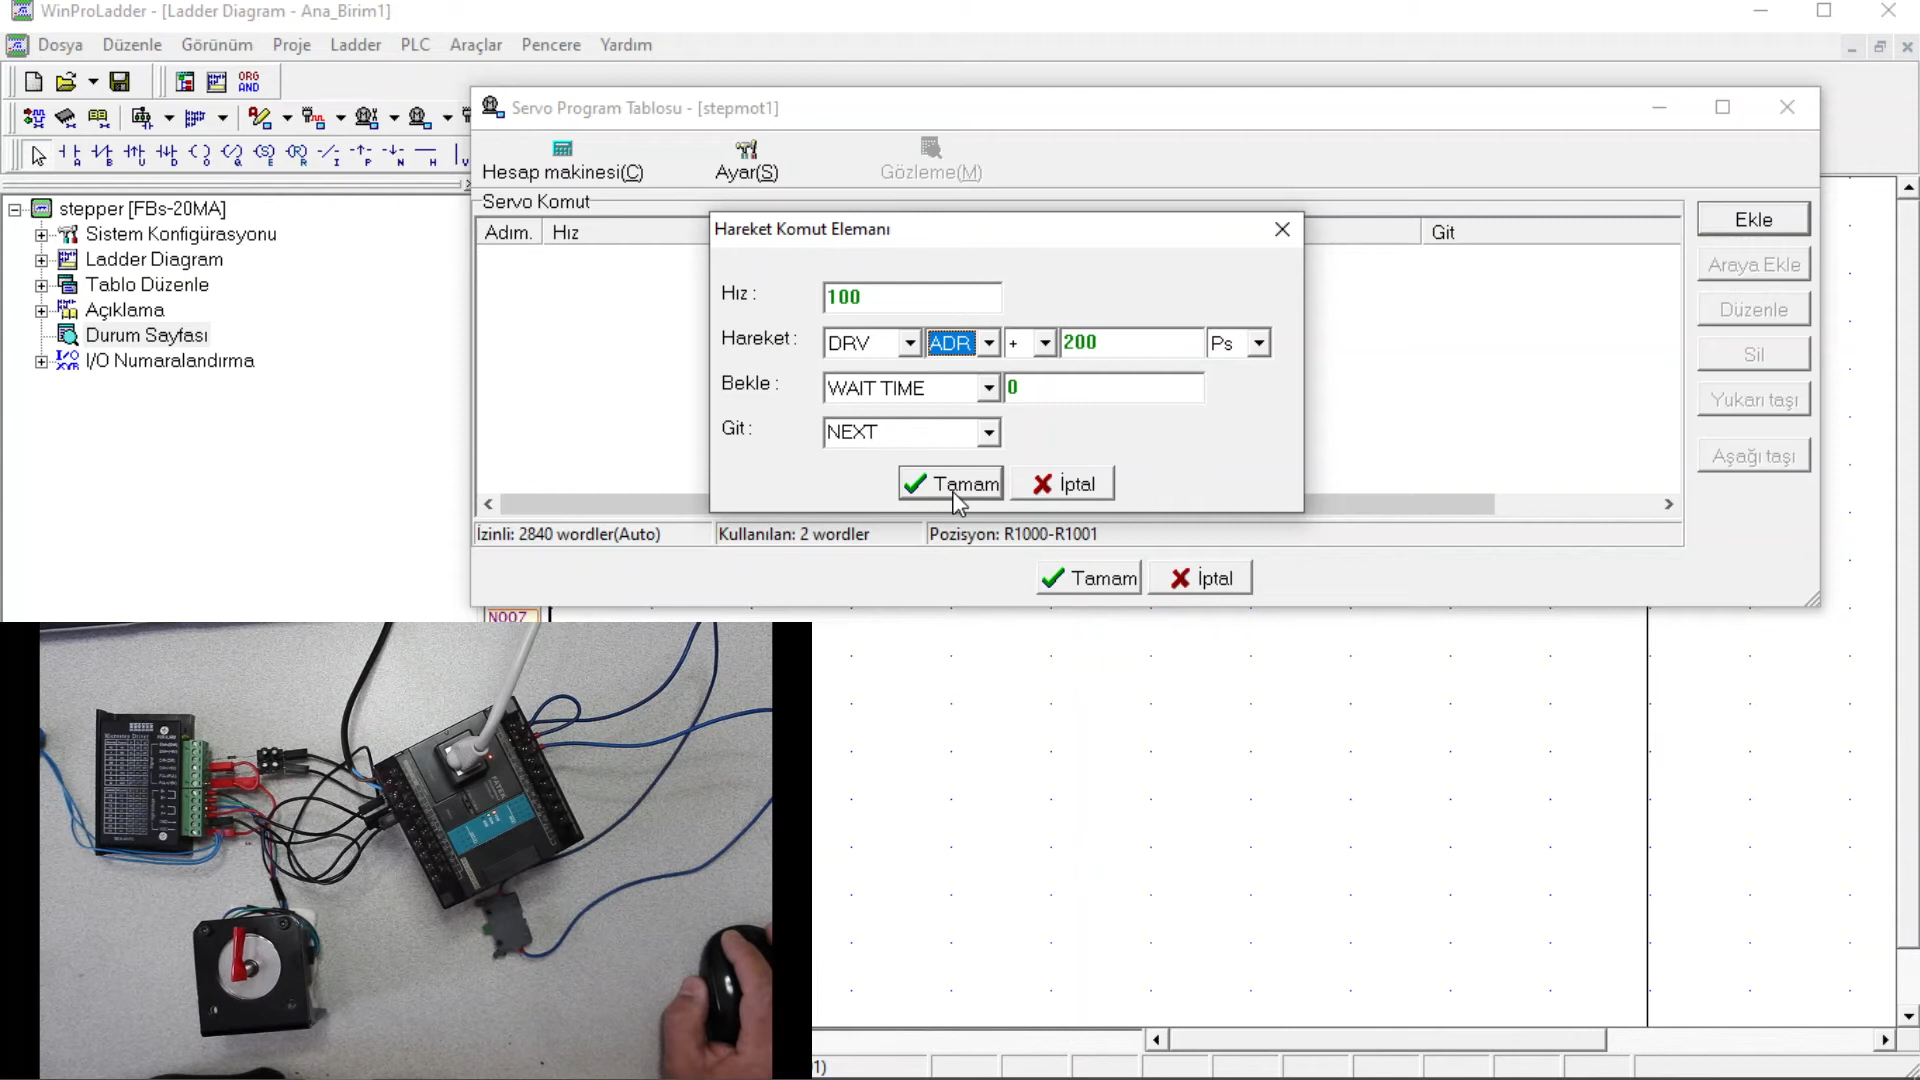 WinProLadder - [Ladder Diagram - Ana_Birim1]
Dosya Düzenle Görünüm Proje Ladder PLC Araçlar Pencere Yardım
ORG
AND
A B U D Q S R I P N H V
Servo Program Tablosu - [stepmot1]
Hesap makinesi(C) Ayar(S) Gözleme(M)
Servo Komut
Adım. Hız Git
stepper [FBs-20MA]
Sistem Konfigürasyonu
Ladder Diagram
Tablo Düzenle
Açıklama
Durum Sayfası
I/O Numaralandırma
Hareket Komut Elemanı
Hız : 100
Hareket : DRV ADR + 200 Ps
Bekle : WAIT TIME 0
Git : NEXT
Tamam İptal
Ekle
Araya Ekle
Düzenle
Sil
Yukarı taşı
Aşağı taşı
İzinli: 2840 wordler(Auto) Kullanılan: 2 wordler Pozisyon: R1000-R1001
Tamam İptal
N007
Microstep Driver
FATEK
1)